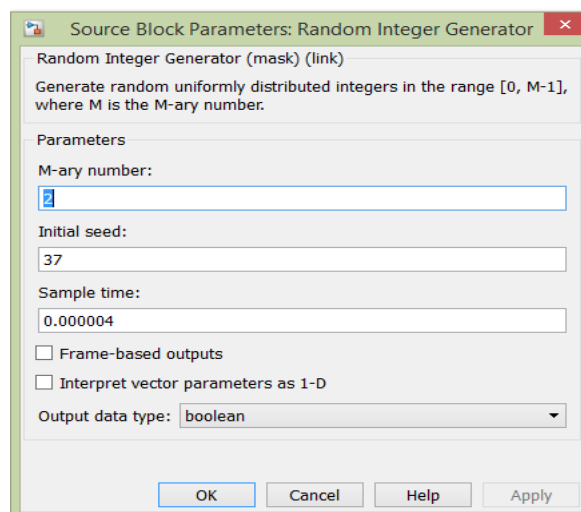 Source Block Parameters: Random Integer Generator
Random Integer Generator (mask) (link)
Generate random uniformly distributed integers in the range [0, M-1],
where M is the M-ary number.
Parameters
M-ary number:
2
Initial seed:
37
Sample time:
0.000004
Frame-based outputs
Interpret vector parameters as 1-D
Output data type: boolean
OK Cancel Help Apply